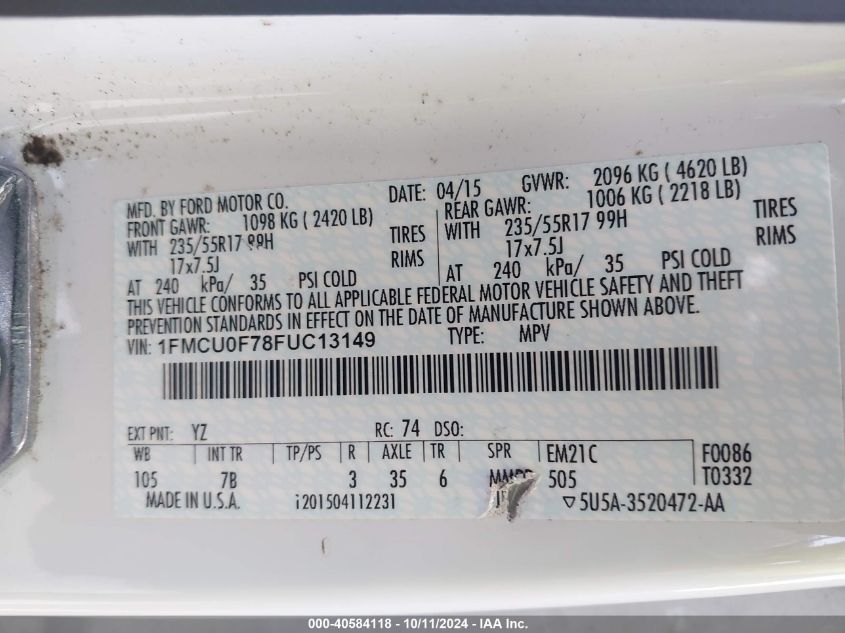 MFD. BY FORD MOTOR CO. DATE: 04/15 GVWR: 2096 KG ( 4620 LB)
FRONT GAWR: 1098 KG ( 2420 LB) REAR GAWR: 1006 KG ( 2218 LB)
WITH 235/55R17 99H TIRES WITH 235/55R17 99H TIRES
17x7.5J RIMS 17x7.5J RIMS
AT 240 kPa/ 35 PSI COLD AT 240 kPa/ 35 PSI COLD
THIS VEHICLE CONFORMS TO ALL APPLICABLE FEDERAL MOTOR VEHICLE SAFETY AND THEFT
PREVENTION STANDARDS IN EFFECT ON THE DATE OF MANUFACTURE SHOWN ABOVE.
VIN: 1FMCU0F78FUC13149 TYPE: MPV
EXT PNT: YZ RC: 74 DSO:
WB INT TR TP/PS R AXLE TR SPR EM21C F0086
105 7B 3 35 6 505 T0332
MADE IN U.S.A. i201504112231 ▽5U5A-3520472-AA
000-40584118 - 10/11/2024 - IAA Inc.